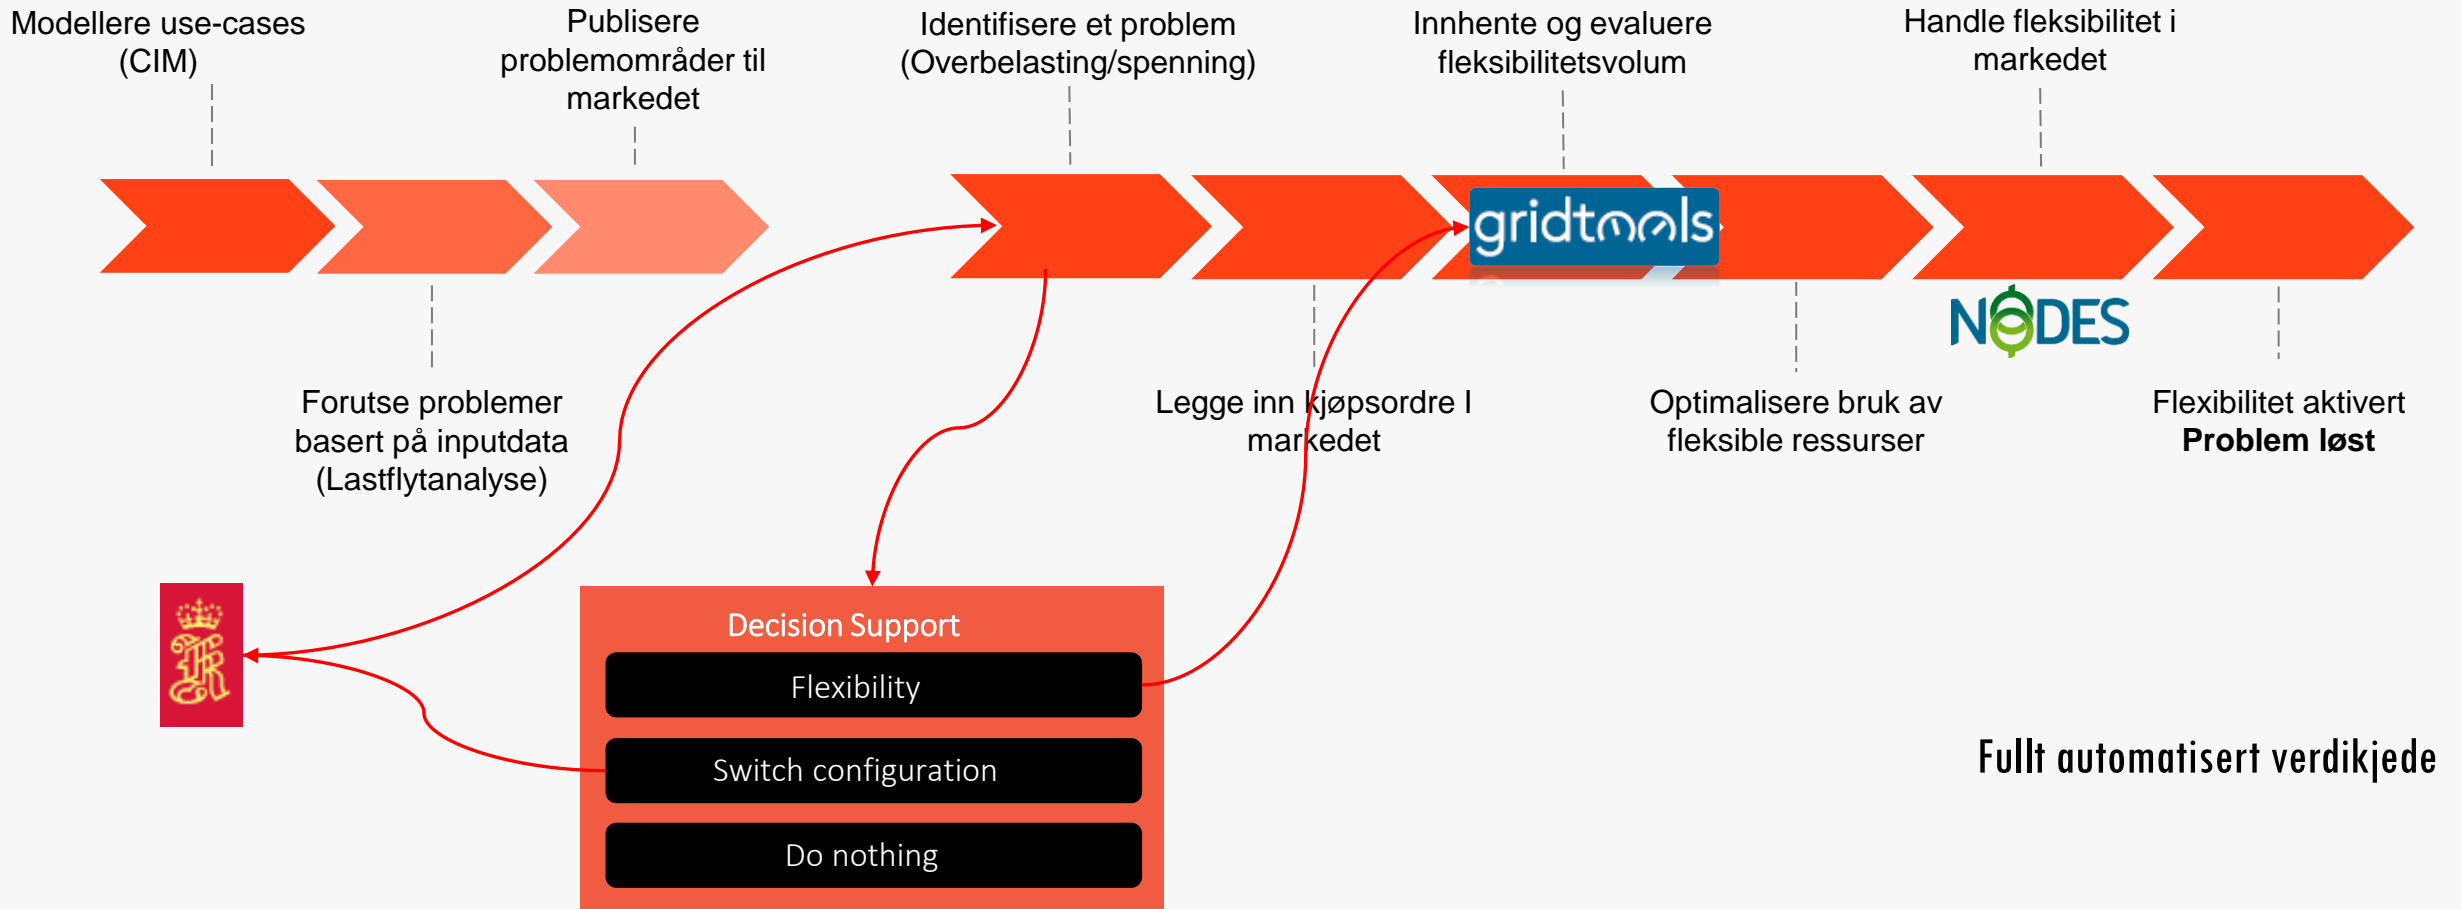 Modellere use-cases
(CIM)
Publisere
problemområder til
markedet
Identifisere et problem
(Overbelasting/spenning)
Innhente og evaluere
fleksibilitetsvolum
Handle fleksibilitet i
markedet
gridtools
NODES
Forutse problemer
basert på inputdata
(Lastflytanalyse)
Legge inn kjøpsordre I
markedet
Optimalisere bruk av
fleksible ressurser
Flexibilitet aktivert
Problem løst
Decision Support
Flexibility
Switch configuration
Do nothing
Fullt automatisert verdikjede